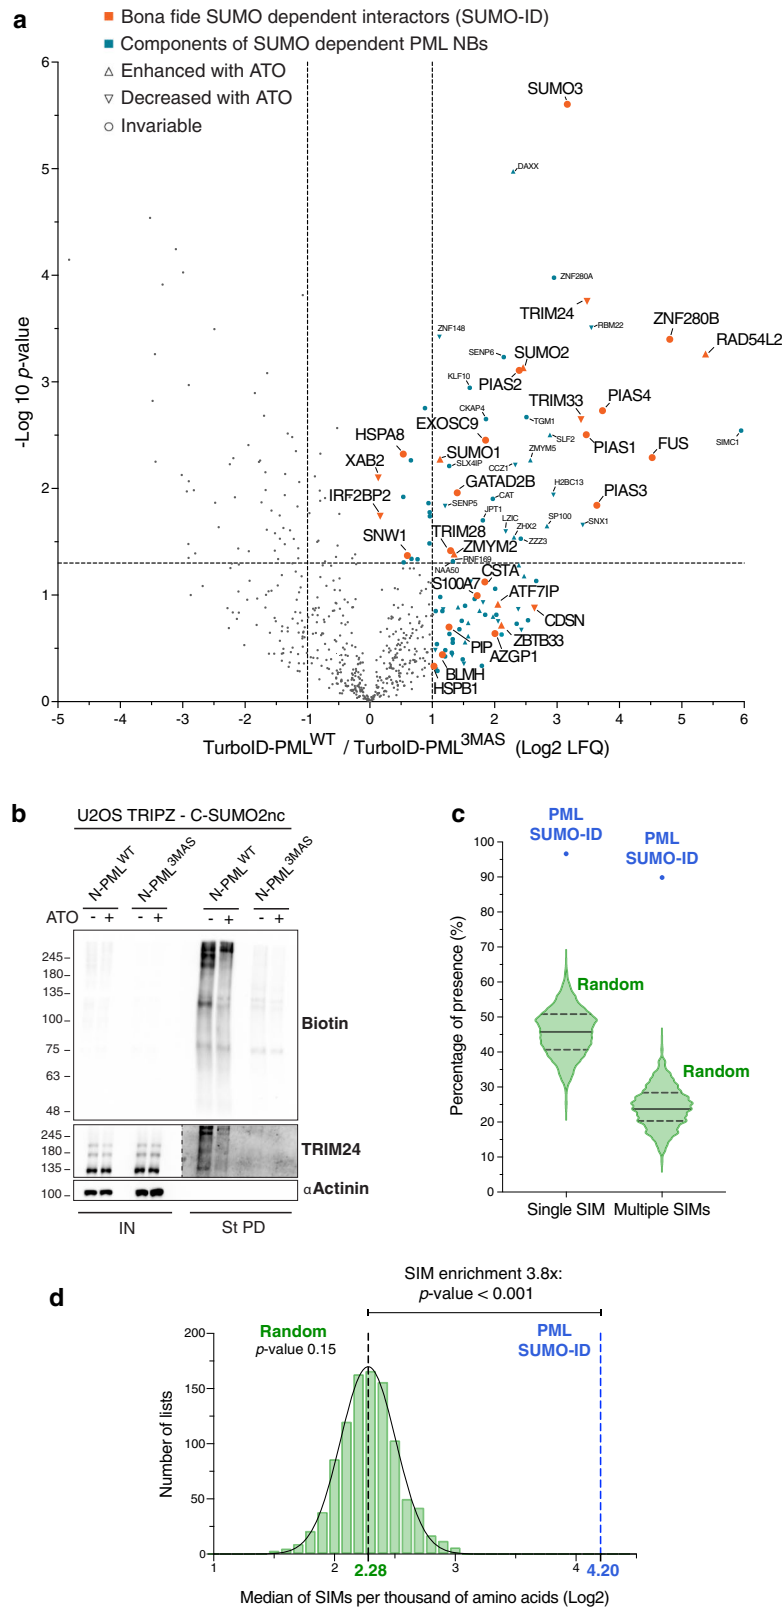 a
Bona fide SUMO dependent interactors (SUMO-ID)
Components of SUMO dependent PML NBs
Enhanced with ATO
Decreased with ATO
Invariable
-Log 10 p-value
6
5
4
3
2
1
0
SUMO3
DAXX
ZNF280A
TRIM24
RBM22
ZNF280B
RAD54L2
ZNF148
SENP6
SUMO2
PIAS2
KLF10
TRIM33
PIAS4
CKAP4
EXOSC9
TGM1
PIAS1
SLF2
SIMC1
HSPA8
SUMO1
SLX4IP
ZMYM5
CCZ1
FUS
XAB2
GATAD2B
H2BC13
PIAS3
IRF2BP2
SENP5
CAT
JPT1
LZIC
SP100
SNX1
ZHX2
ZZZ3
SNW1
TRIM28
ZMYM2
RNF169
NAA50
CSTA
S100A7
ATF7IP
CDSN
ZBTB33
PIP
AZGP1
BLMH
HSPB1
-5 -4 -3 -2 -1 0 1 2 3 4 5 6
TurboID-PMLWT / TurboID-PML3MAS (Log2 LFQ)
b
U2OS TRIPZ - C-SUMO2nc
N-PMLWT N-PML3MAS N-PMLWT N-PML3MAS
ATO - + - + - + - +
245
180
135
100
75
63
48
Biotin
245
180
135
TRIM24
100
αActinin
IN St PD
c
PML
SUMO-ID
PML
SUMO-ID
Percentage of presence (%)
100
90
80
70
60
50
40
30
20
10
0
Random
Random
Single SIM Multiple SIMs
d
SIM enrichment 3.8x:
p-value < 0.001
Random
p-value 0.15
PML
SUMO-ID
Number of lists
200
150
100
50
0
1 2 2.28 3 4 4.20
Median of SIMs per thousand of amino acids (Log2)